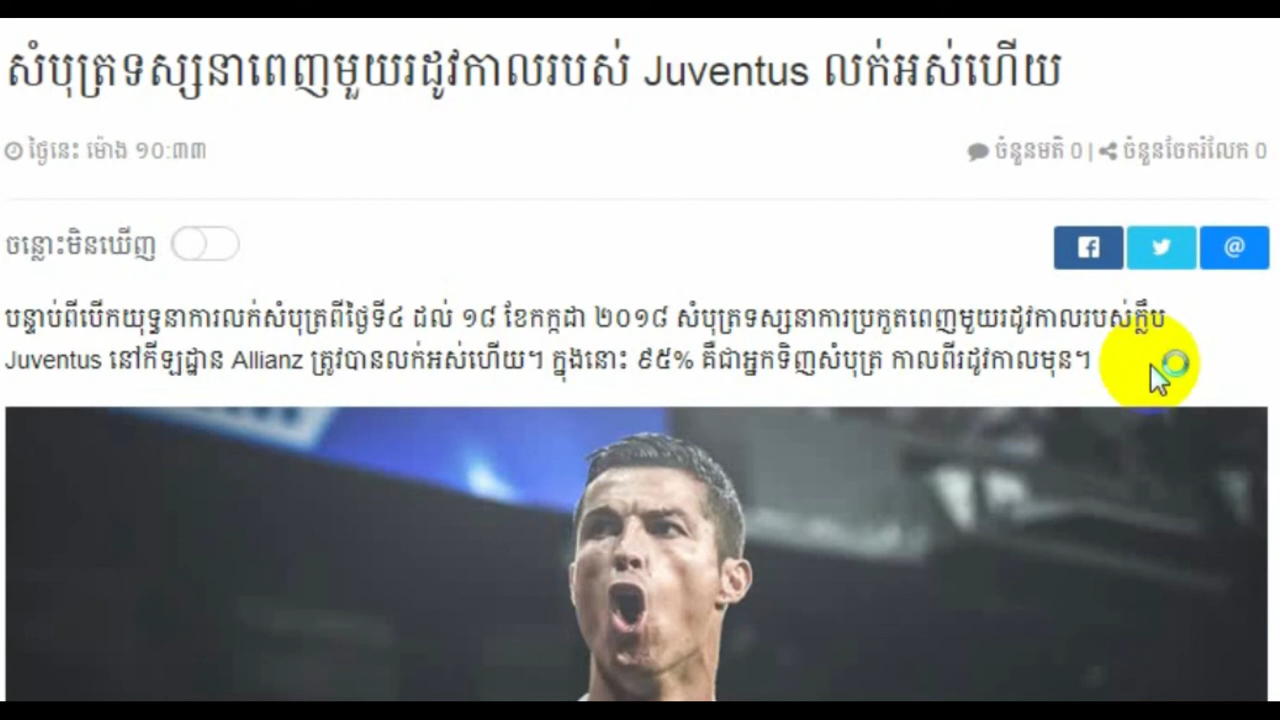 សំបុត្រទស្សនាពេញមួយរដូវកាលរបស់ Juventus លក់អស់ហើយ
ថ្ងៃនេះ ម៉ោង ១០:៣៣
ចំនួនមតិ 0 | ចំនួនចែករំលែក 0
ចន្លោះមិនឃើញ
បន្ទាប់ពីបើកយុទ្ធនាការលក់សំបុត្រពីថ្ងៃទី៤ ដល់ ១៨ ខែកក្កដា ២០១៨ សំបុត្រទស្សនាការប្រកួតពេញមួយរដូវកាលរបស់ក្លឹប
Juventus នៅកីឡដ្ឋាន Allianz ត្រូវបានលក់អស់ហើយ។ ក្នុងនោះ ៩៥% គឺជាអ្នកទិញសំបុត្រ កាលពីរដូវកាលមុន។